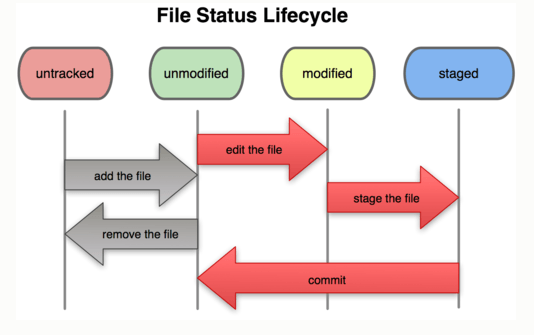 File Status Lifecycle
untracked
unmodified
modified
staged
edit the file
add the file
stage the file
remove the file
commit